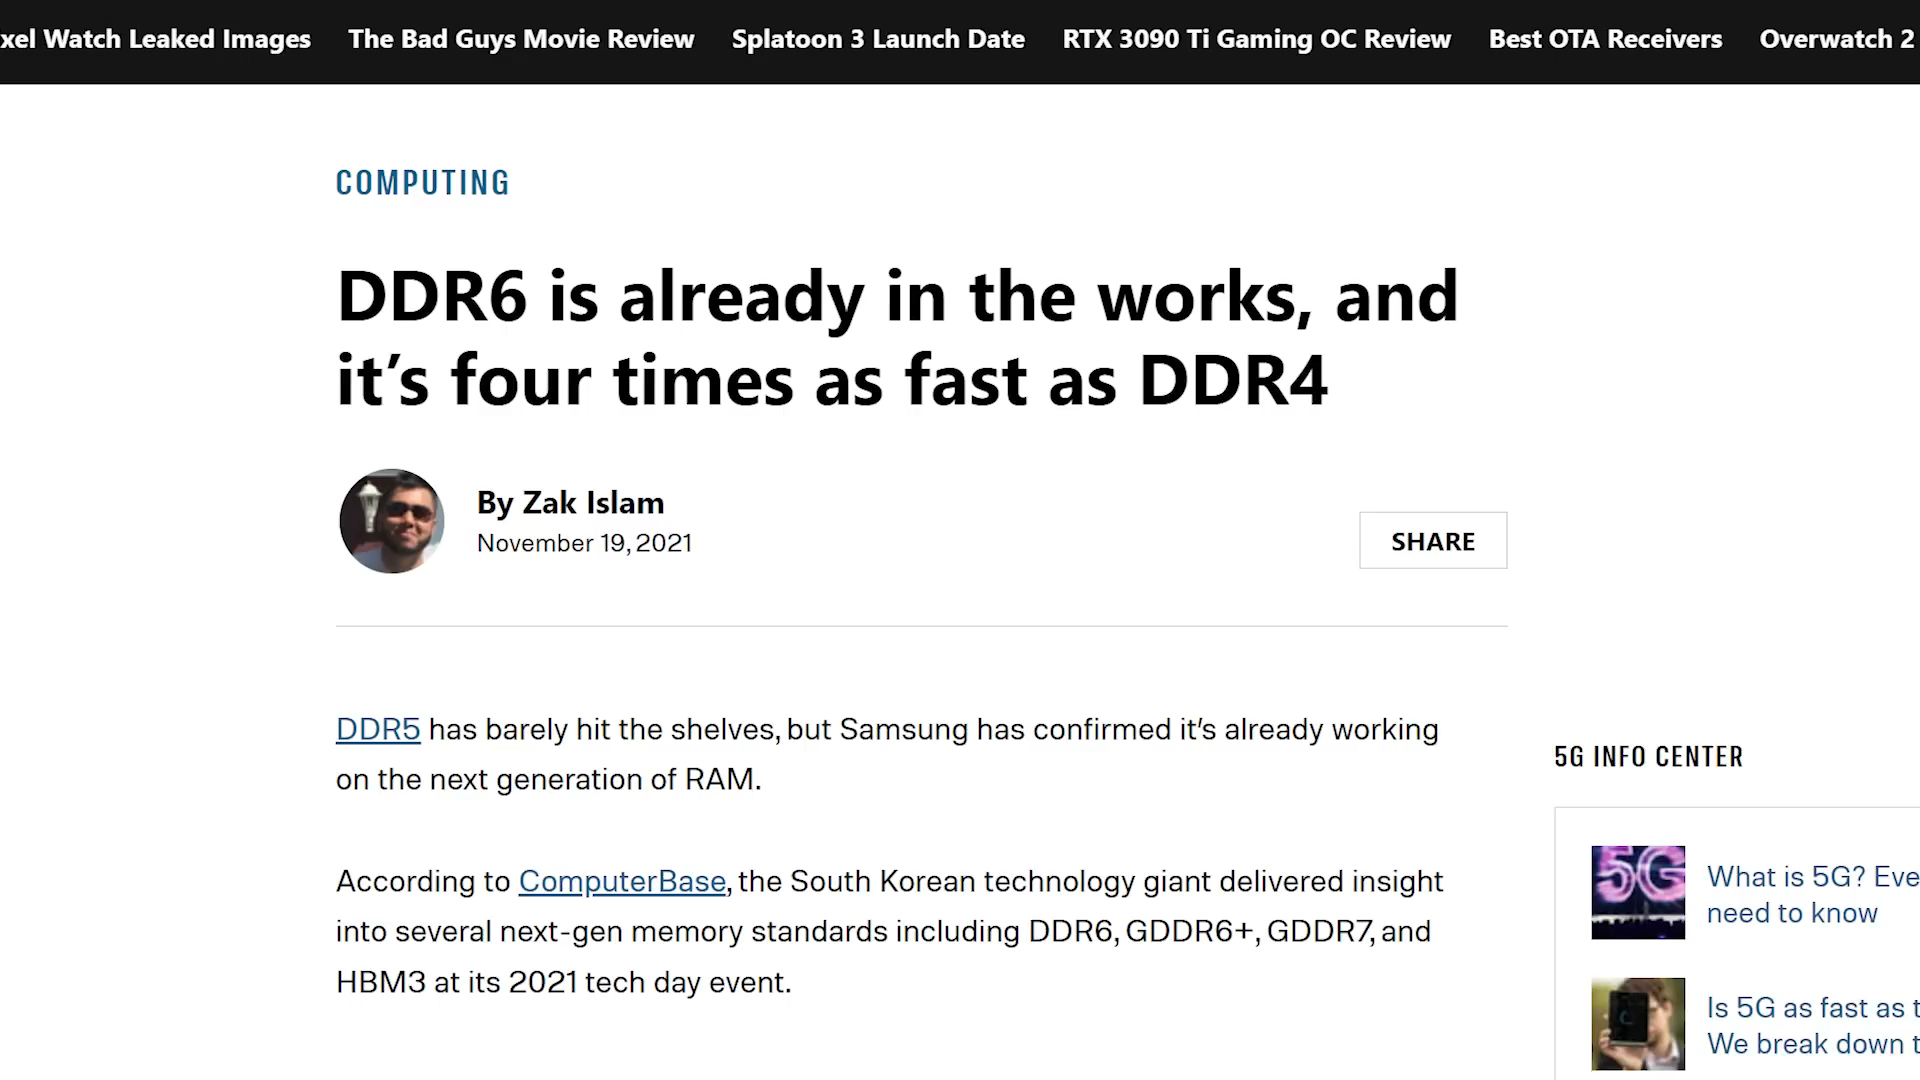 xel Watch Leaked Images The Bad Guys Movie Review Splatoon 3 Launch Date RTX 3090 Ti Gaming OC Review Best OTA Receivers Overwatch 2
COMPUTING
DDR6 is already in the works, and
it's four times as fast as DDR4
By Zak Islam
November 19, 2021
SHARE
DDR5 has barely hit the shelves, but Samsung has confirmed it's already working
on the next generation of RAM.
According to ComputerBase, the South Korean technology giant delivered insight
into several next-gen memory standards including DDR6, GDDR6+, GDDR7, and
HBM3 at its 2021 tech day event.
5G INFO CENTER
5G
What is 5G? Eve
need to know
Is 5G as fast as t
We break down t